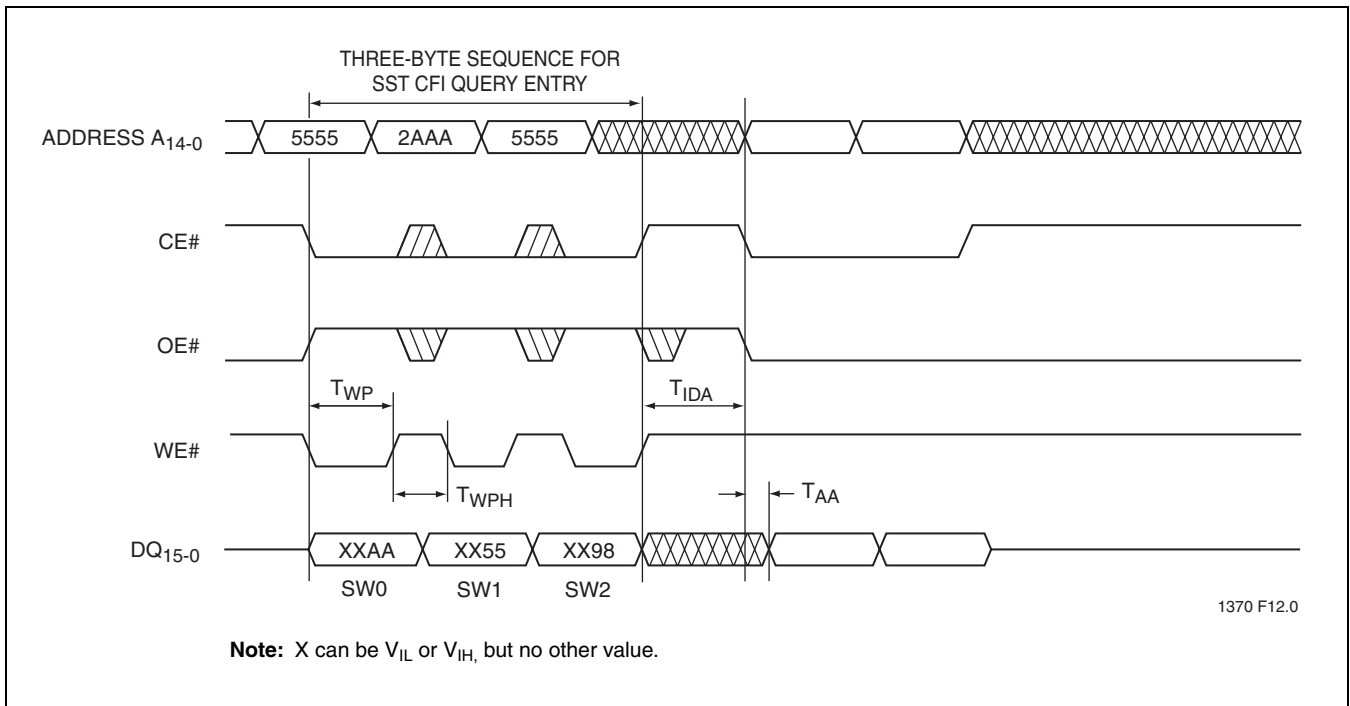 THREE-BYTE SEQUENCE FOR
SST CFI QUERY ENTRY
ADDRESS A14-0
5555 2AAA 5555
CE#
OE#
TWP TIDA
WE#
TWPH TAA
DQ15-0
XXAA XX55 XX98
SW0 SW1 SW2
1370 F12.0
Note: X can be VIL or VIH, but no other value.